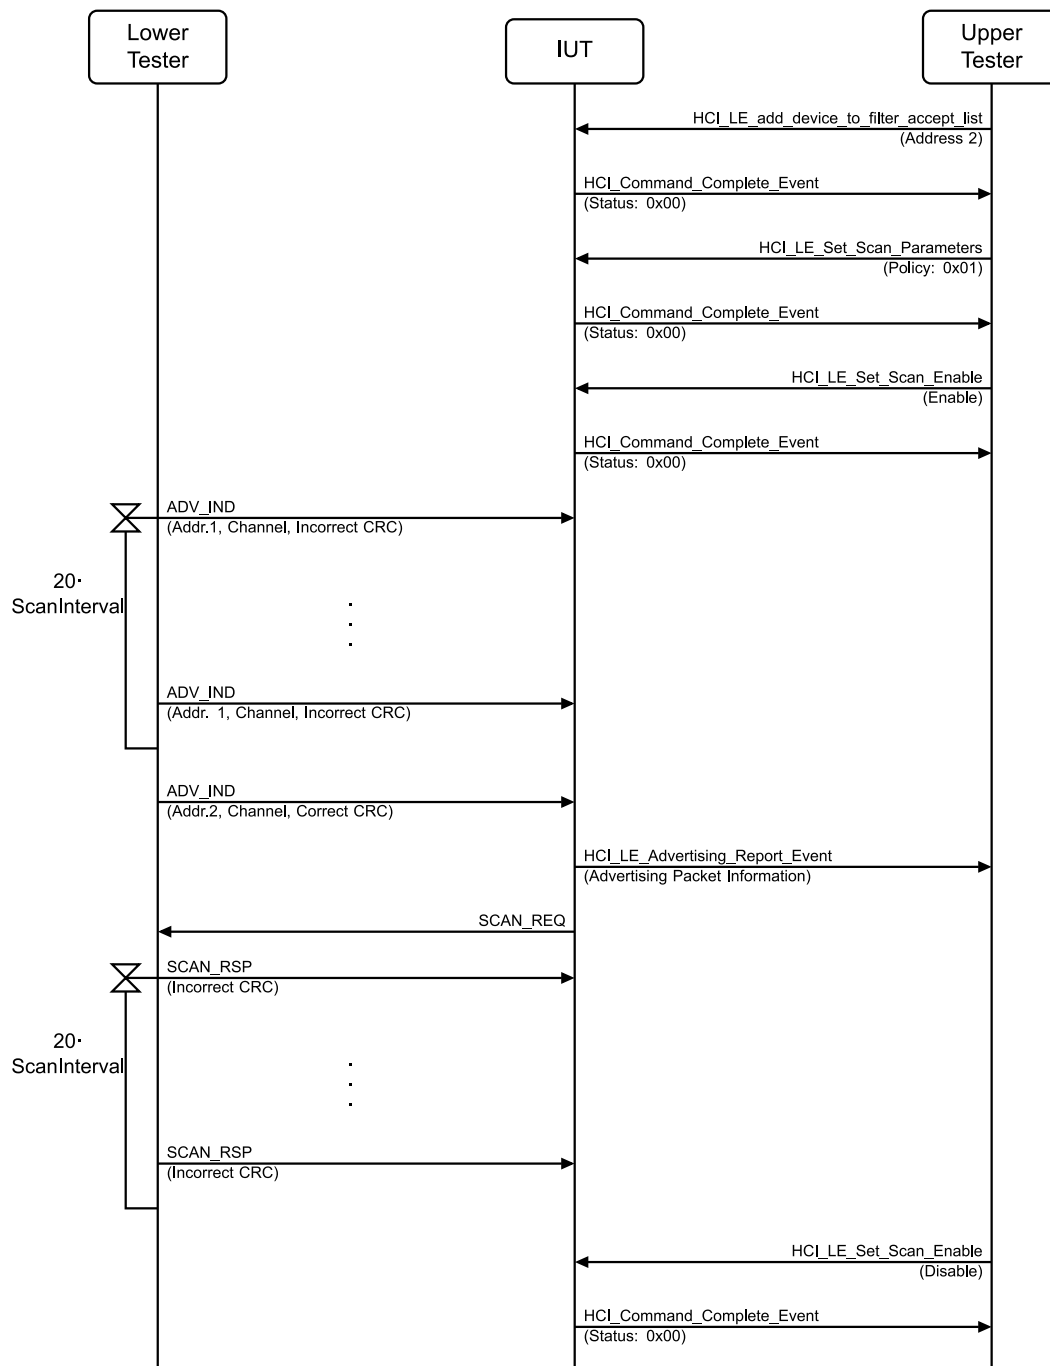 Lower
Tester
IUT
Upper
Tester
HCI_LE_add_device_to_filter_accept_list
(Address 2)
HCI_Command_Complete_Event
(Status: 0x00)
HCI_LE_Set_Scan_Parameters
(Policy: 0x01)
HCI_Command_Complete_Event
(Status: 0x00)
HCI_LE_Set_Scan_Enable
(Enable)
HCI_Command_Complete_Event
(Status: 0x00)
ADV_IND
(Addr.1, Channel, Incorrect CRC)
20·
ScanInterval
ADV_IND
(Addr. 1, Channel, Incorrect CRC)
ADV_IND
(Addr.2, Channel, Correct CRC)
HCI_LE_Advertising_Report_Event
(Advertising Packet Information)
SCAN_REQ
SCAN_RSP
(Incorrect CRC)
20·
ScanInterval
SCAN_RSP
(Incorrect CRC)
HCI_LE_Set_Scan_Enable
(Disable)
HCI_Command_Complete_Event
(Status: 0x00)